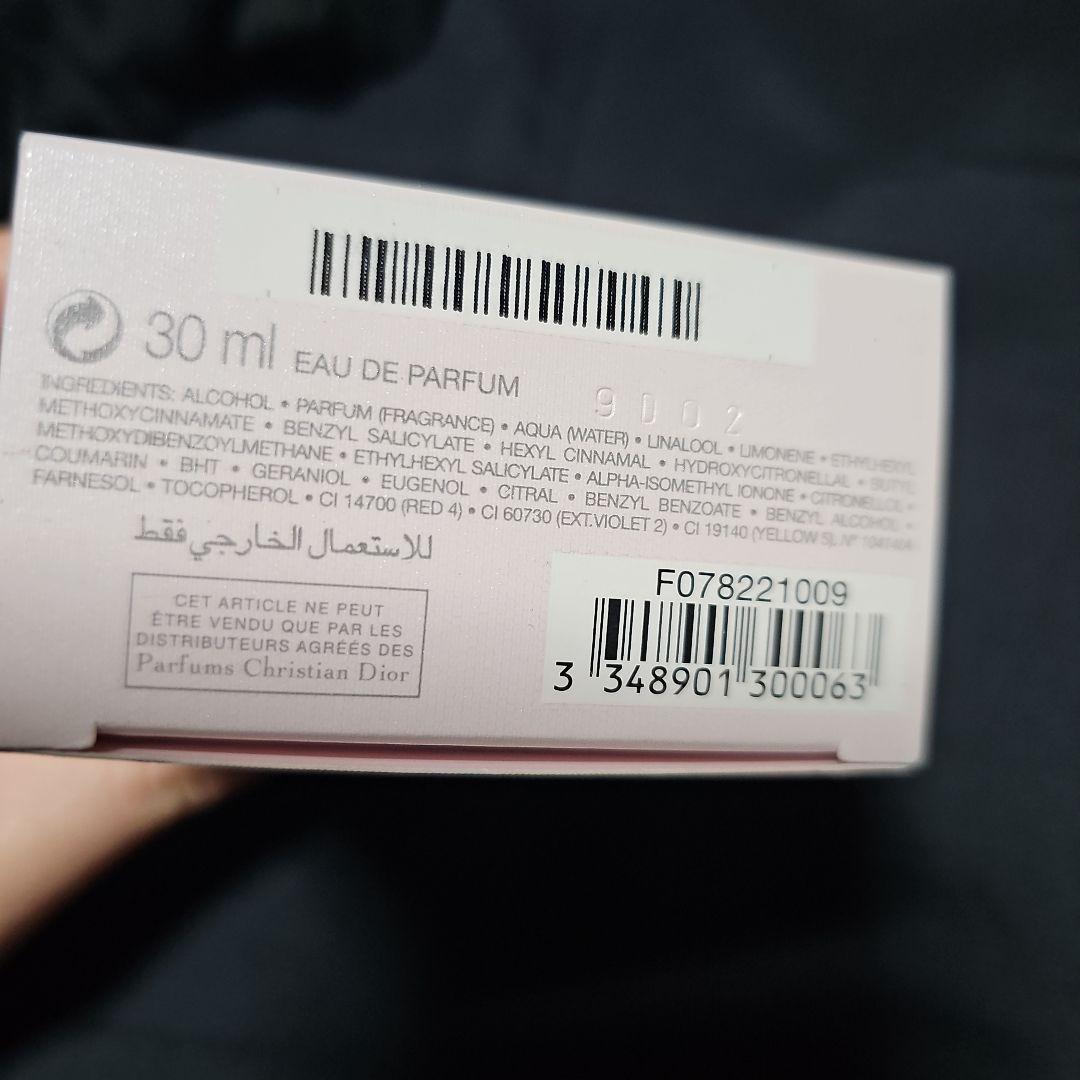 30 ml EAU DE PARFUM
9D02
INGREDIENTS: ALCOHOL • PARFUM (FRAGRANCE) • AQUA (WATER) • LINALOOL • LIMONENE • ETHYLHEXYL
METHOXYCINNAMATE • BENZYL SALICYLATE • HEXYL CINNAMAL • HYDROXYCITRONELLAL • BUTYL
METHOXYDIBENZOYLMETHANE • ETHYLHEXYL SALICYLATE • ALPHA-ISOMETHYL IONONE • CITRONELLOL •
COUMARIN • BHT • GERANIOL • EUGENOL • CITRAL • BENZYL BENZOATE • BENZYL ALCOHOL •
FARNESOL • TOCOPHEROL • CI 14700 (RED 4) • CI 60730 (EXT.VIOLET 2) • CI 19140 (YELLOW 5). N°
للاستعمال الخارجي فقط
CET ARTICLE NE PEUT
ÊTRE VENDU QUE PAR LES
DISTRIBUTEURS AGRÉÉS DES
Parfums Christian Dior
F078221009
3 348901 300063